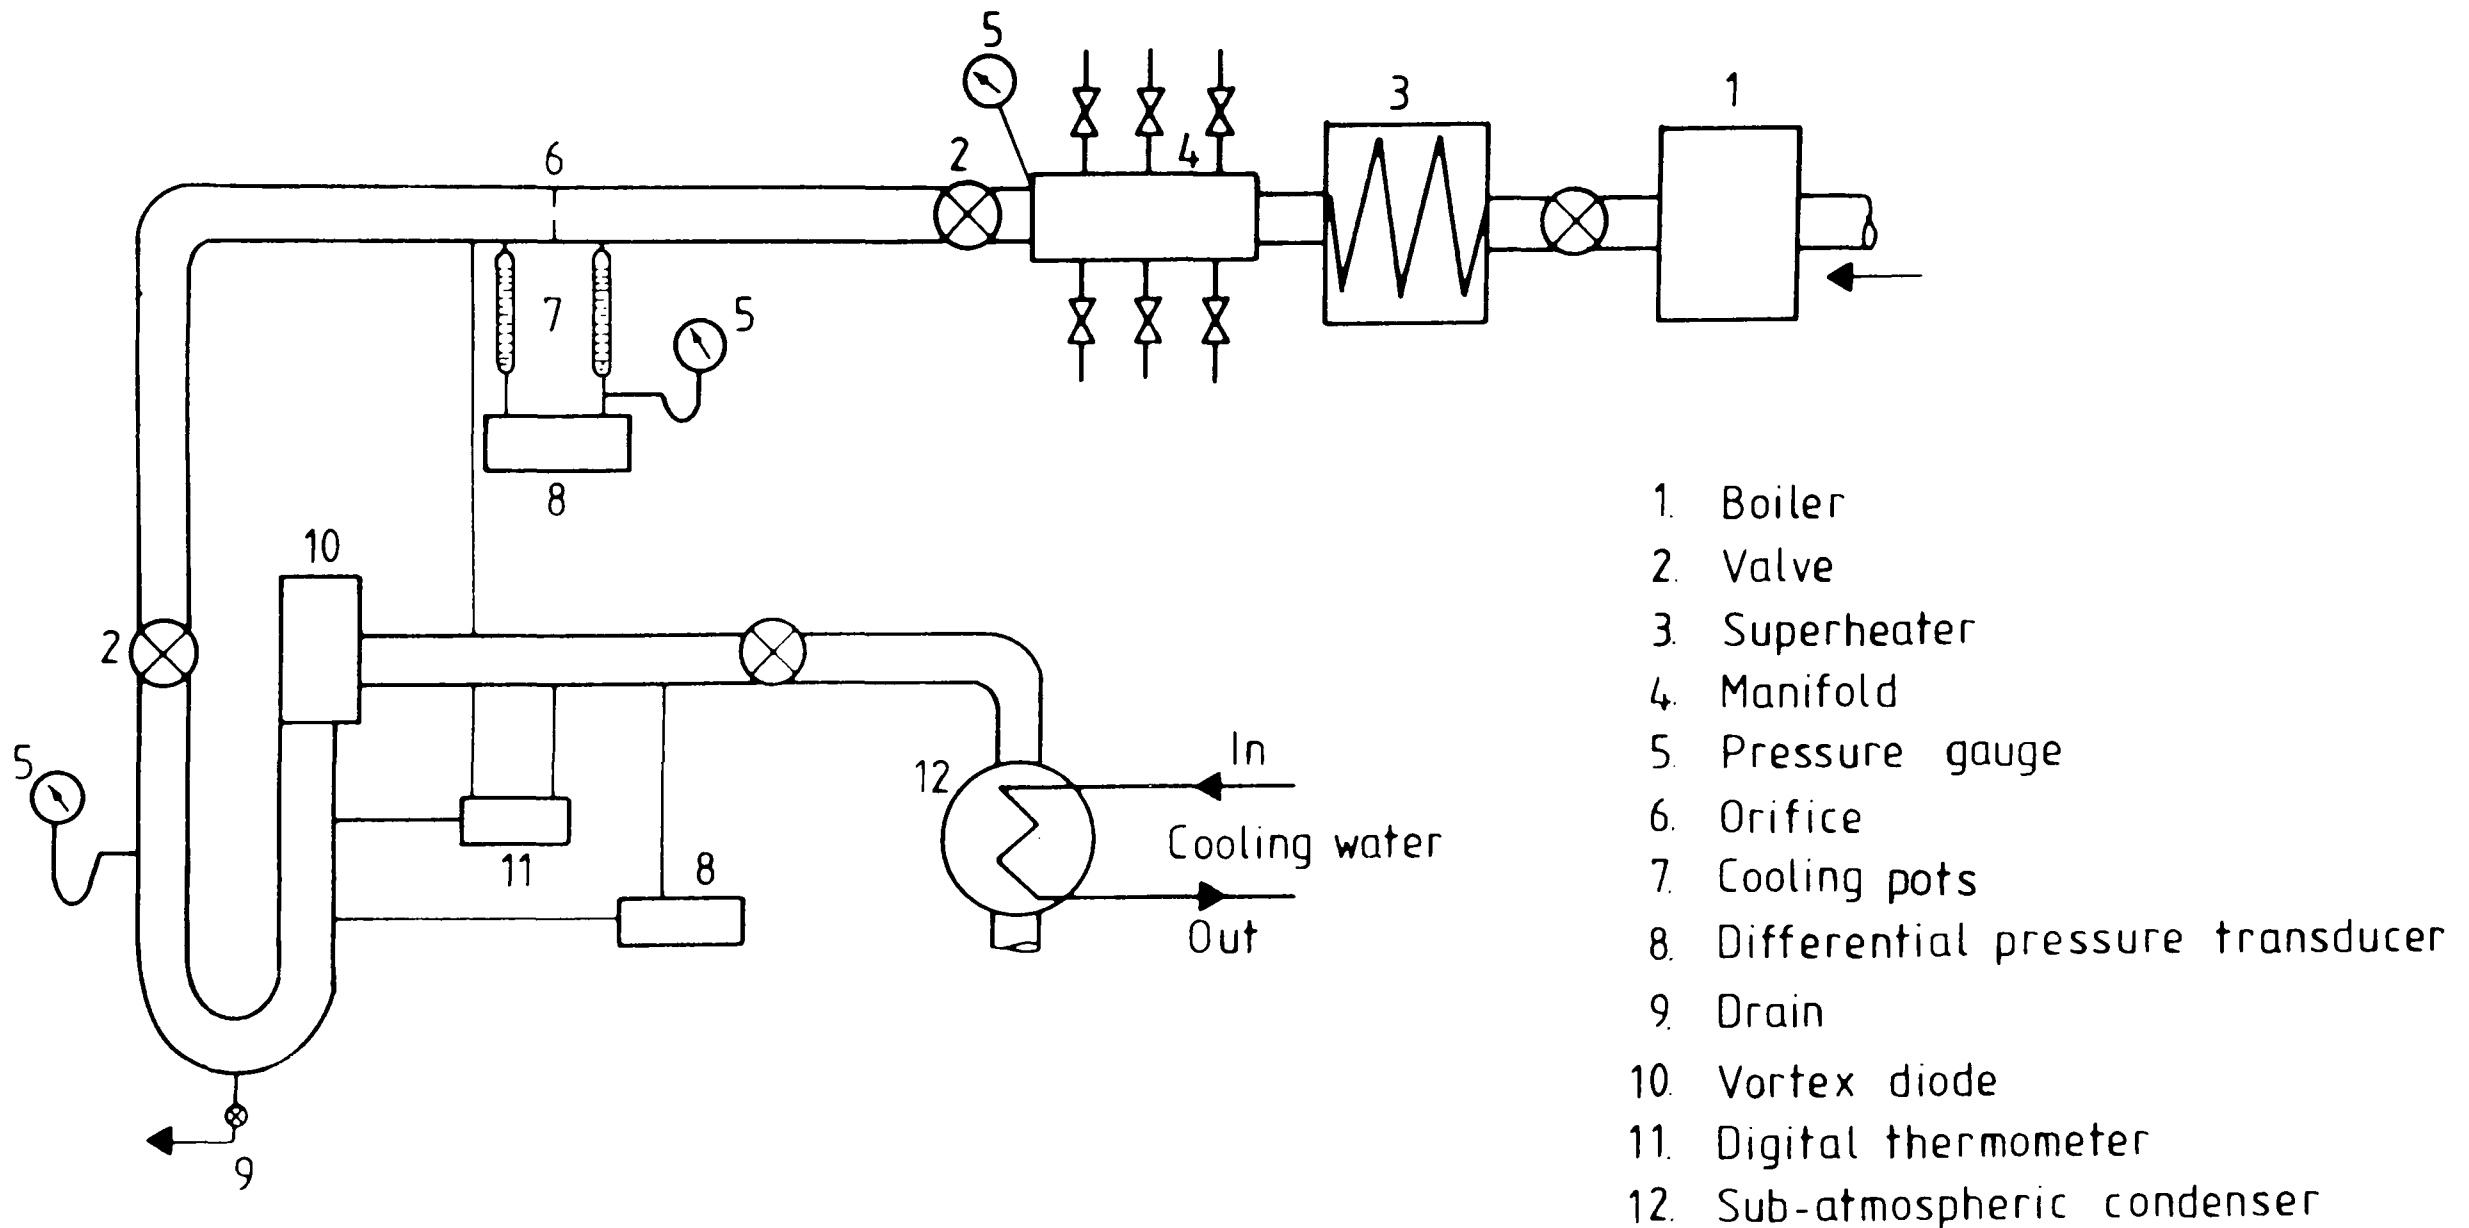 5
3
1
2
4
6
7
5
8
10
2
5
11
8
12
In
Cooling water
Out
9
1. Boiler
2. Valve
3. Superheater
4. Manifold
5. Pressure gauge
6. Orifice
7. Cooling pots
8. Differential pressure transducer
9. Drain
10. Vortex diode
11. Digital thermometer
12. Sub-atmospheric condenser